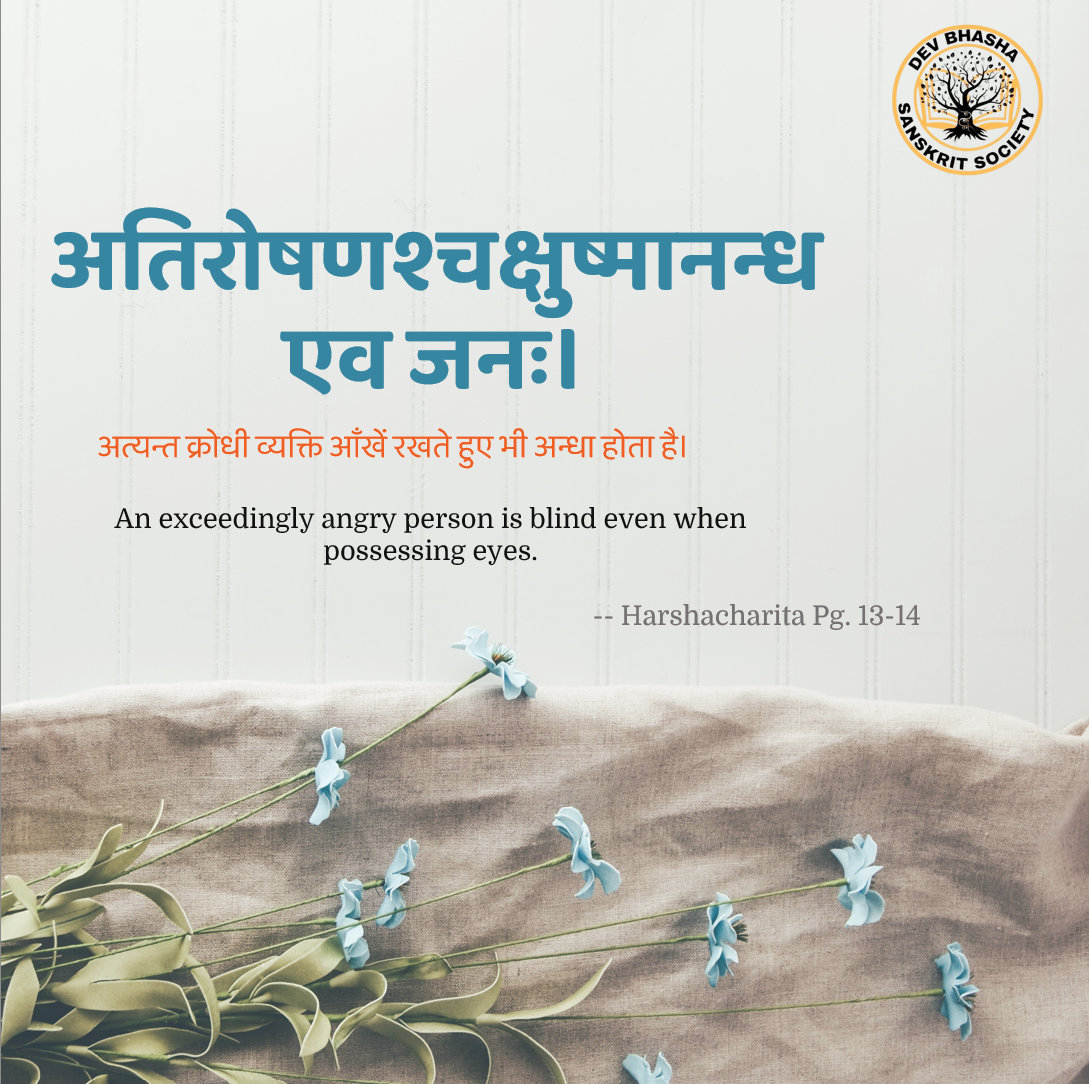 DEV BHASHA
SANSKRIT SOCIETY
अतिरोषणश्चक्षुष्मानन्ध
एव जनः।
अत्यन्त क्रोधी व्यक्ति आँखें रखते हुए भी अन्धा होता है।
An exceedingly angry person is blind even when
possessing eyes.
-- Harshacharita Pg. 13-14